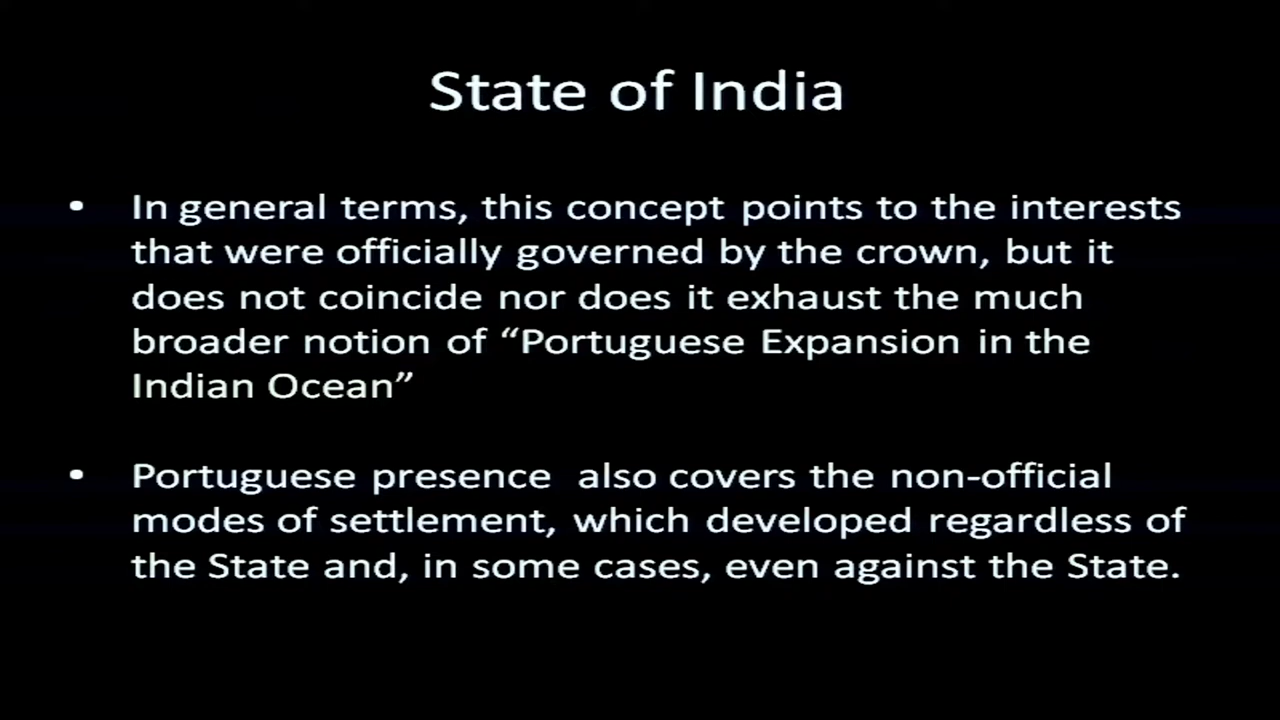 State of India
• In general terms, this concept points to the interests
that were officially governed by the crown, but it
does not coincide nor does it exhaust the much
broader notion of “Portuguese Expansion in the
Indian Ocean”
• Portuguese presence also covers the non-official
modes of settlement, which developed regardless of
the State and, in some cases, even against the State.